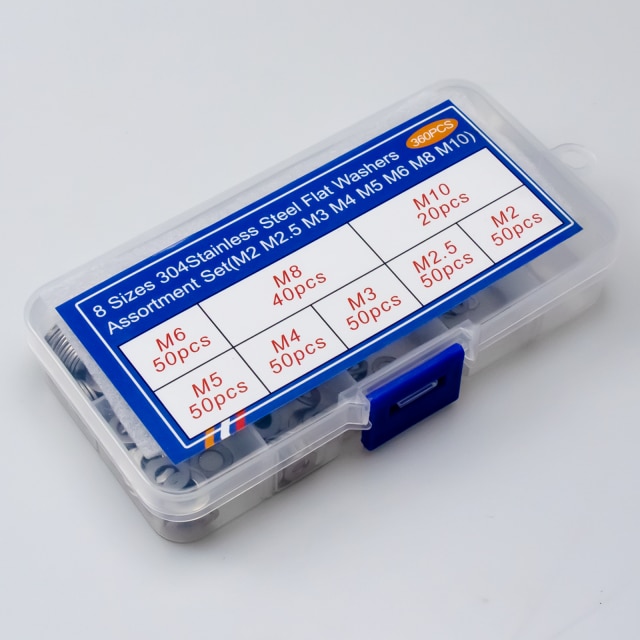 360PCS
8 Sizes 304Stainless Steel Flat Washers
Assortment Set(M2 M2.5 M3 M4 M5 M6 M8 M10)
M6
50pcs
M8
40pcs
M10
20pcs
M5
50pcs
M4
50pcs
M3
50pcs
M2.5
50pcs
M2
50pcs